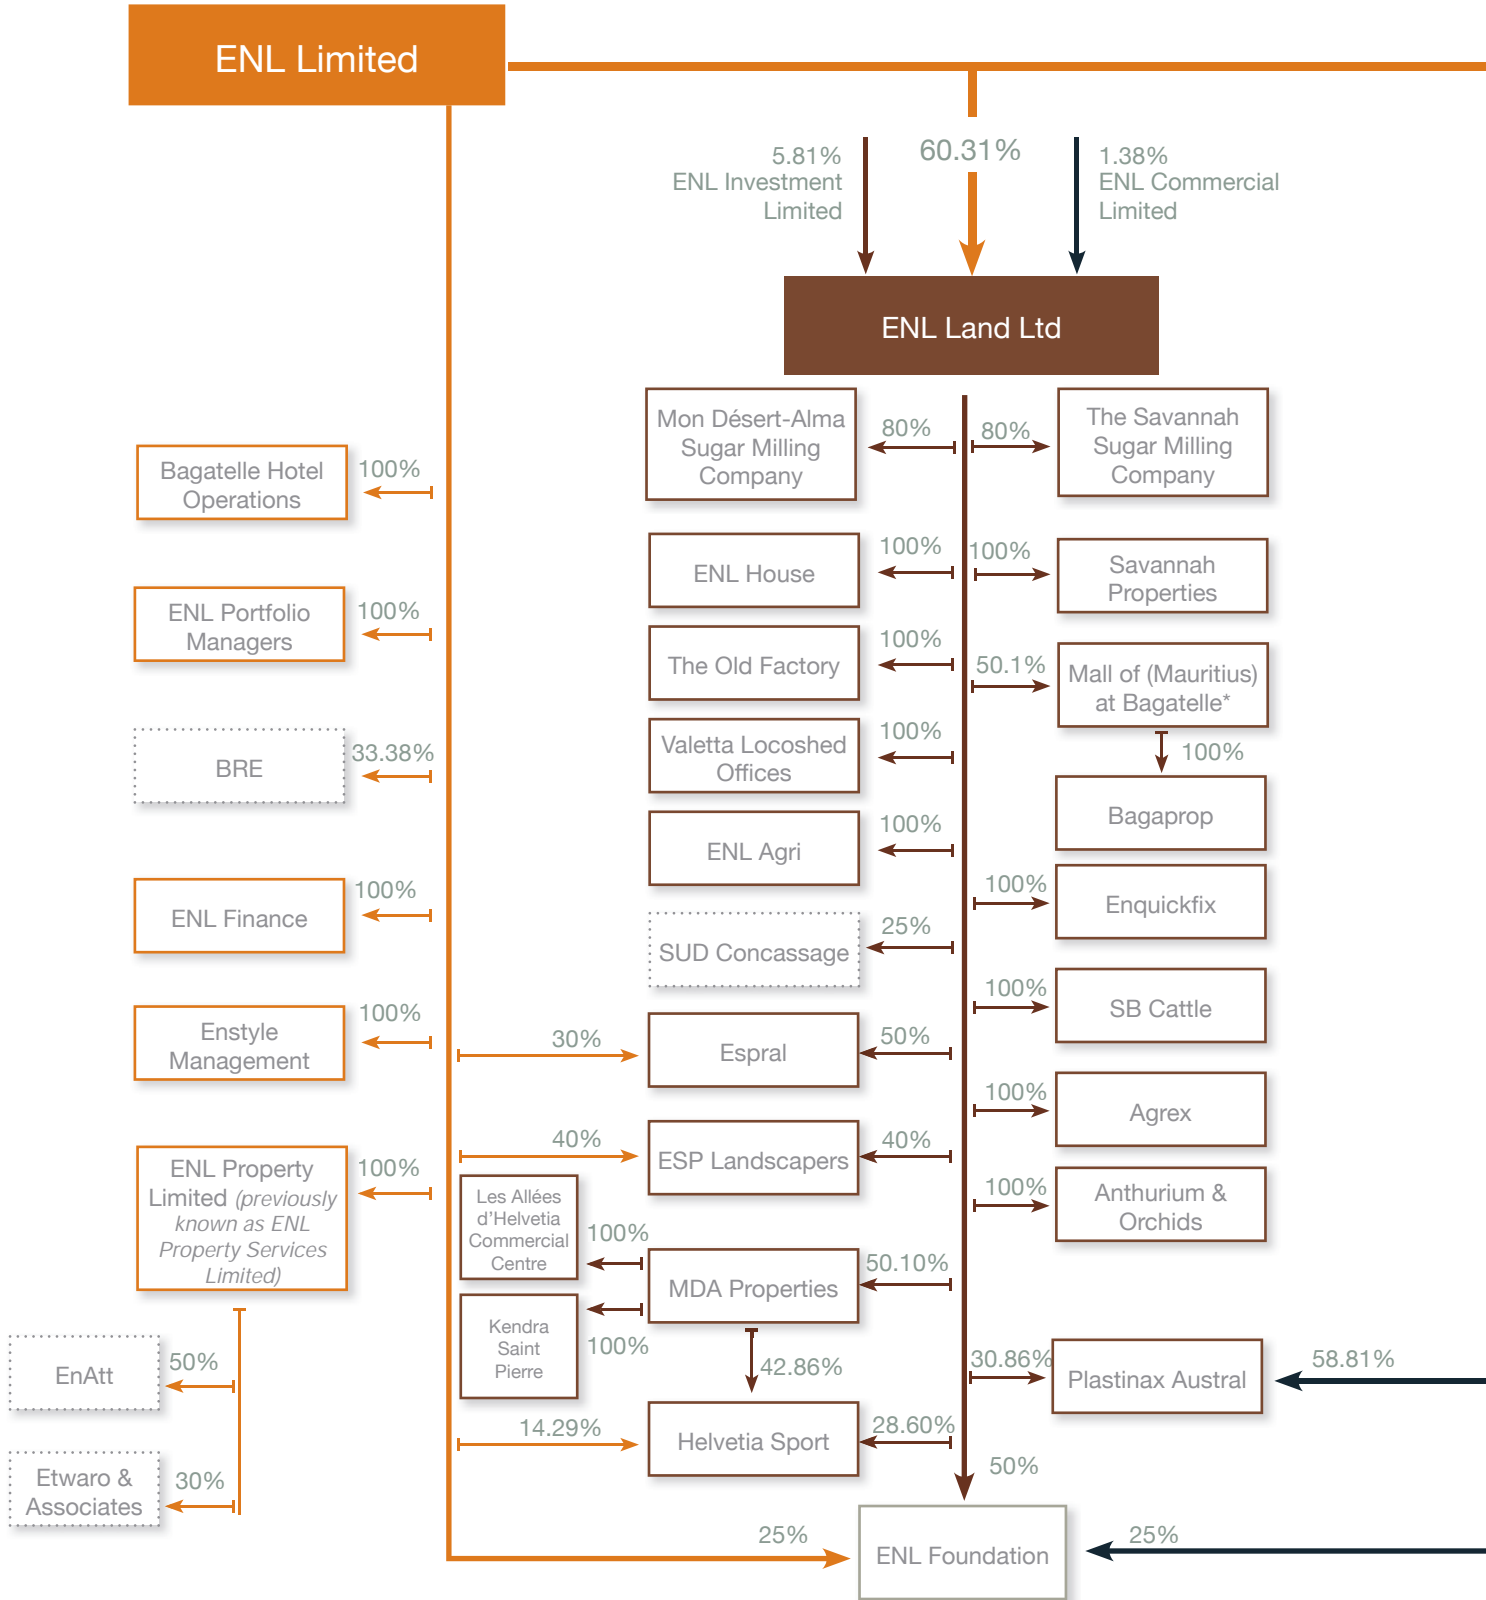 ENL Limited
60.31%
5.81%
ENL Investment
Limited
1.38%
ENL Commercial
Limited
ENL Land Ltd
Bagatelle Hotel
Operations
100%
ENL Portfolio
Managers
100%
BRE
33.38%
ENL Finance
100%
Enstyle
Management
100%
ENL Property
Limited (previously
known as ENL
Property Services
Limited)
100%
EnAtt
50%
Etwaro &
Associates
30%
Mon Désert-Alma
Sugar Milling
Company
80%
80%
The Savannah
Sugar Milling
Company
ENL House
100%
100%
Savannah
Properties
The Old Factory
100%
50.1%
Mall of (Mauritius)
at Bagatelle*
Valetta Locoshed
Offices
100%
100%
Bagaprop
ENL Agri
100%
100%
Enquickfix
SUD Concassage
25%
100%
SB Cattle
30%
Espral
50%
100%
Agrex
40%
ESP Landscapers
40%
100%
Anthurium &
Orchids
Les Allées
d'Helvetia
Commercial
Centre
100%
MDA Properties
50.10%
Kendra
Saint
Pierre
100%
42.86%
30.86%
Plastinax Austral
58.81%
14.29%
Helvetia Sport
28.60%
50%
25%
ENL Foundation
25%